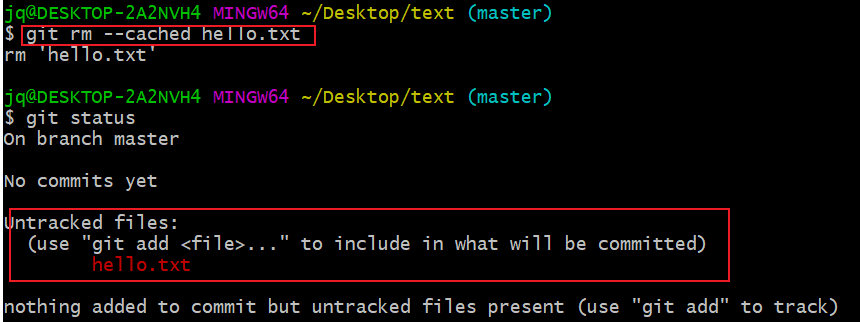 jq@DESKTOP-2A2NVH4 MINGW64 ~/Desktop/text (master)
$ git rm --cached hello.txt
rm 'hello.txt'
jq@DESKTOP-2A2NVH4 MINGW64 ~/Desktop/text (master)
$ git status
On branch master
No commits yet
Untracked files:
(use "git add <file>..." to include in what will be committed)
hello.txt
nothing added to commit but untracked files present (use "git add" to track)